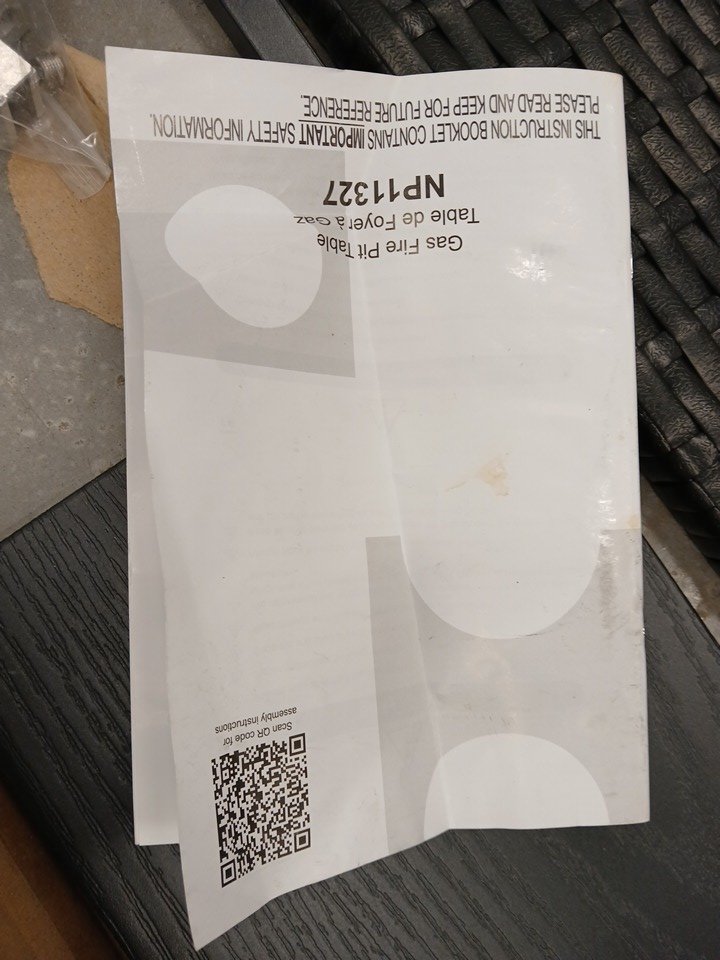 THIS INSTRUCTION BOOKLET CONTAINS IMPORTANT SAFETY INFORMATION.
PLEASE READ AND KEEP FOR FUTURE REFERENCE.
NP11327
Table de Foyer à Gaz
Gas Fire Pit Table
Scan QR code for
assembly instructions